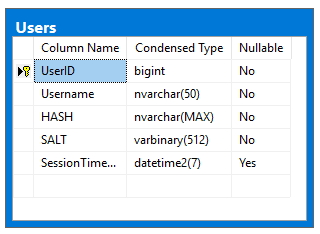 Users
Column Name Condensed Type Nullable
UserID bigint No
Username nvarchar(50) No
HASH nvarchar(MAX) No
SALT varbinary(512) No
SessionTime... datetime2(7) Yes